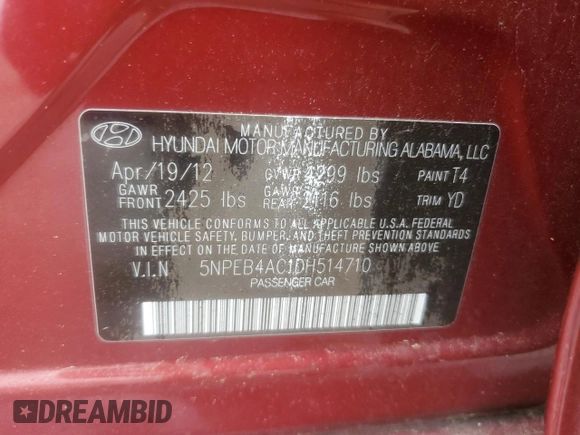 MANUFACTURED BY
HYUNDAI MOTOR MANUFACTURING ALABAMA, LLC
Apr/19/12 GVWR 4299 lbs PAINT T4
GAWR FRONT 2425 lbs GAWR REAR 2116 lbs TRIM YD
THIS VEHICLE CONFORMS TO ALL APPLICABLE U.S.A. FEDERAL
MOTOR VEHICLE SAFETY, BUMPER, AND THEFT PREVENTION
STANDARDS IN EFFECT ON THE DATE OF MANUFACTURE SHOWN ABOVE.
V.I.N 5NPEB4AC1DH514710
PASSENGER CAR
DREAMBID